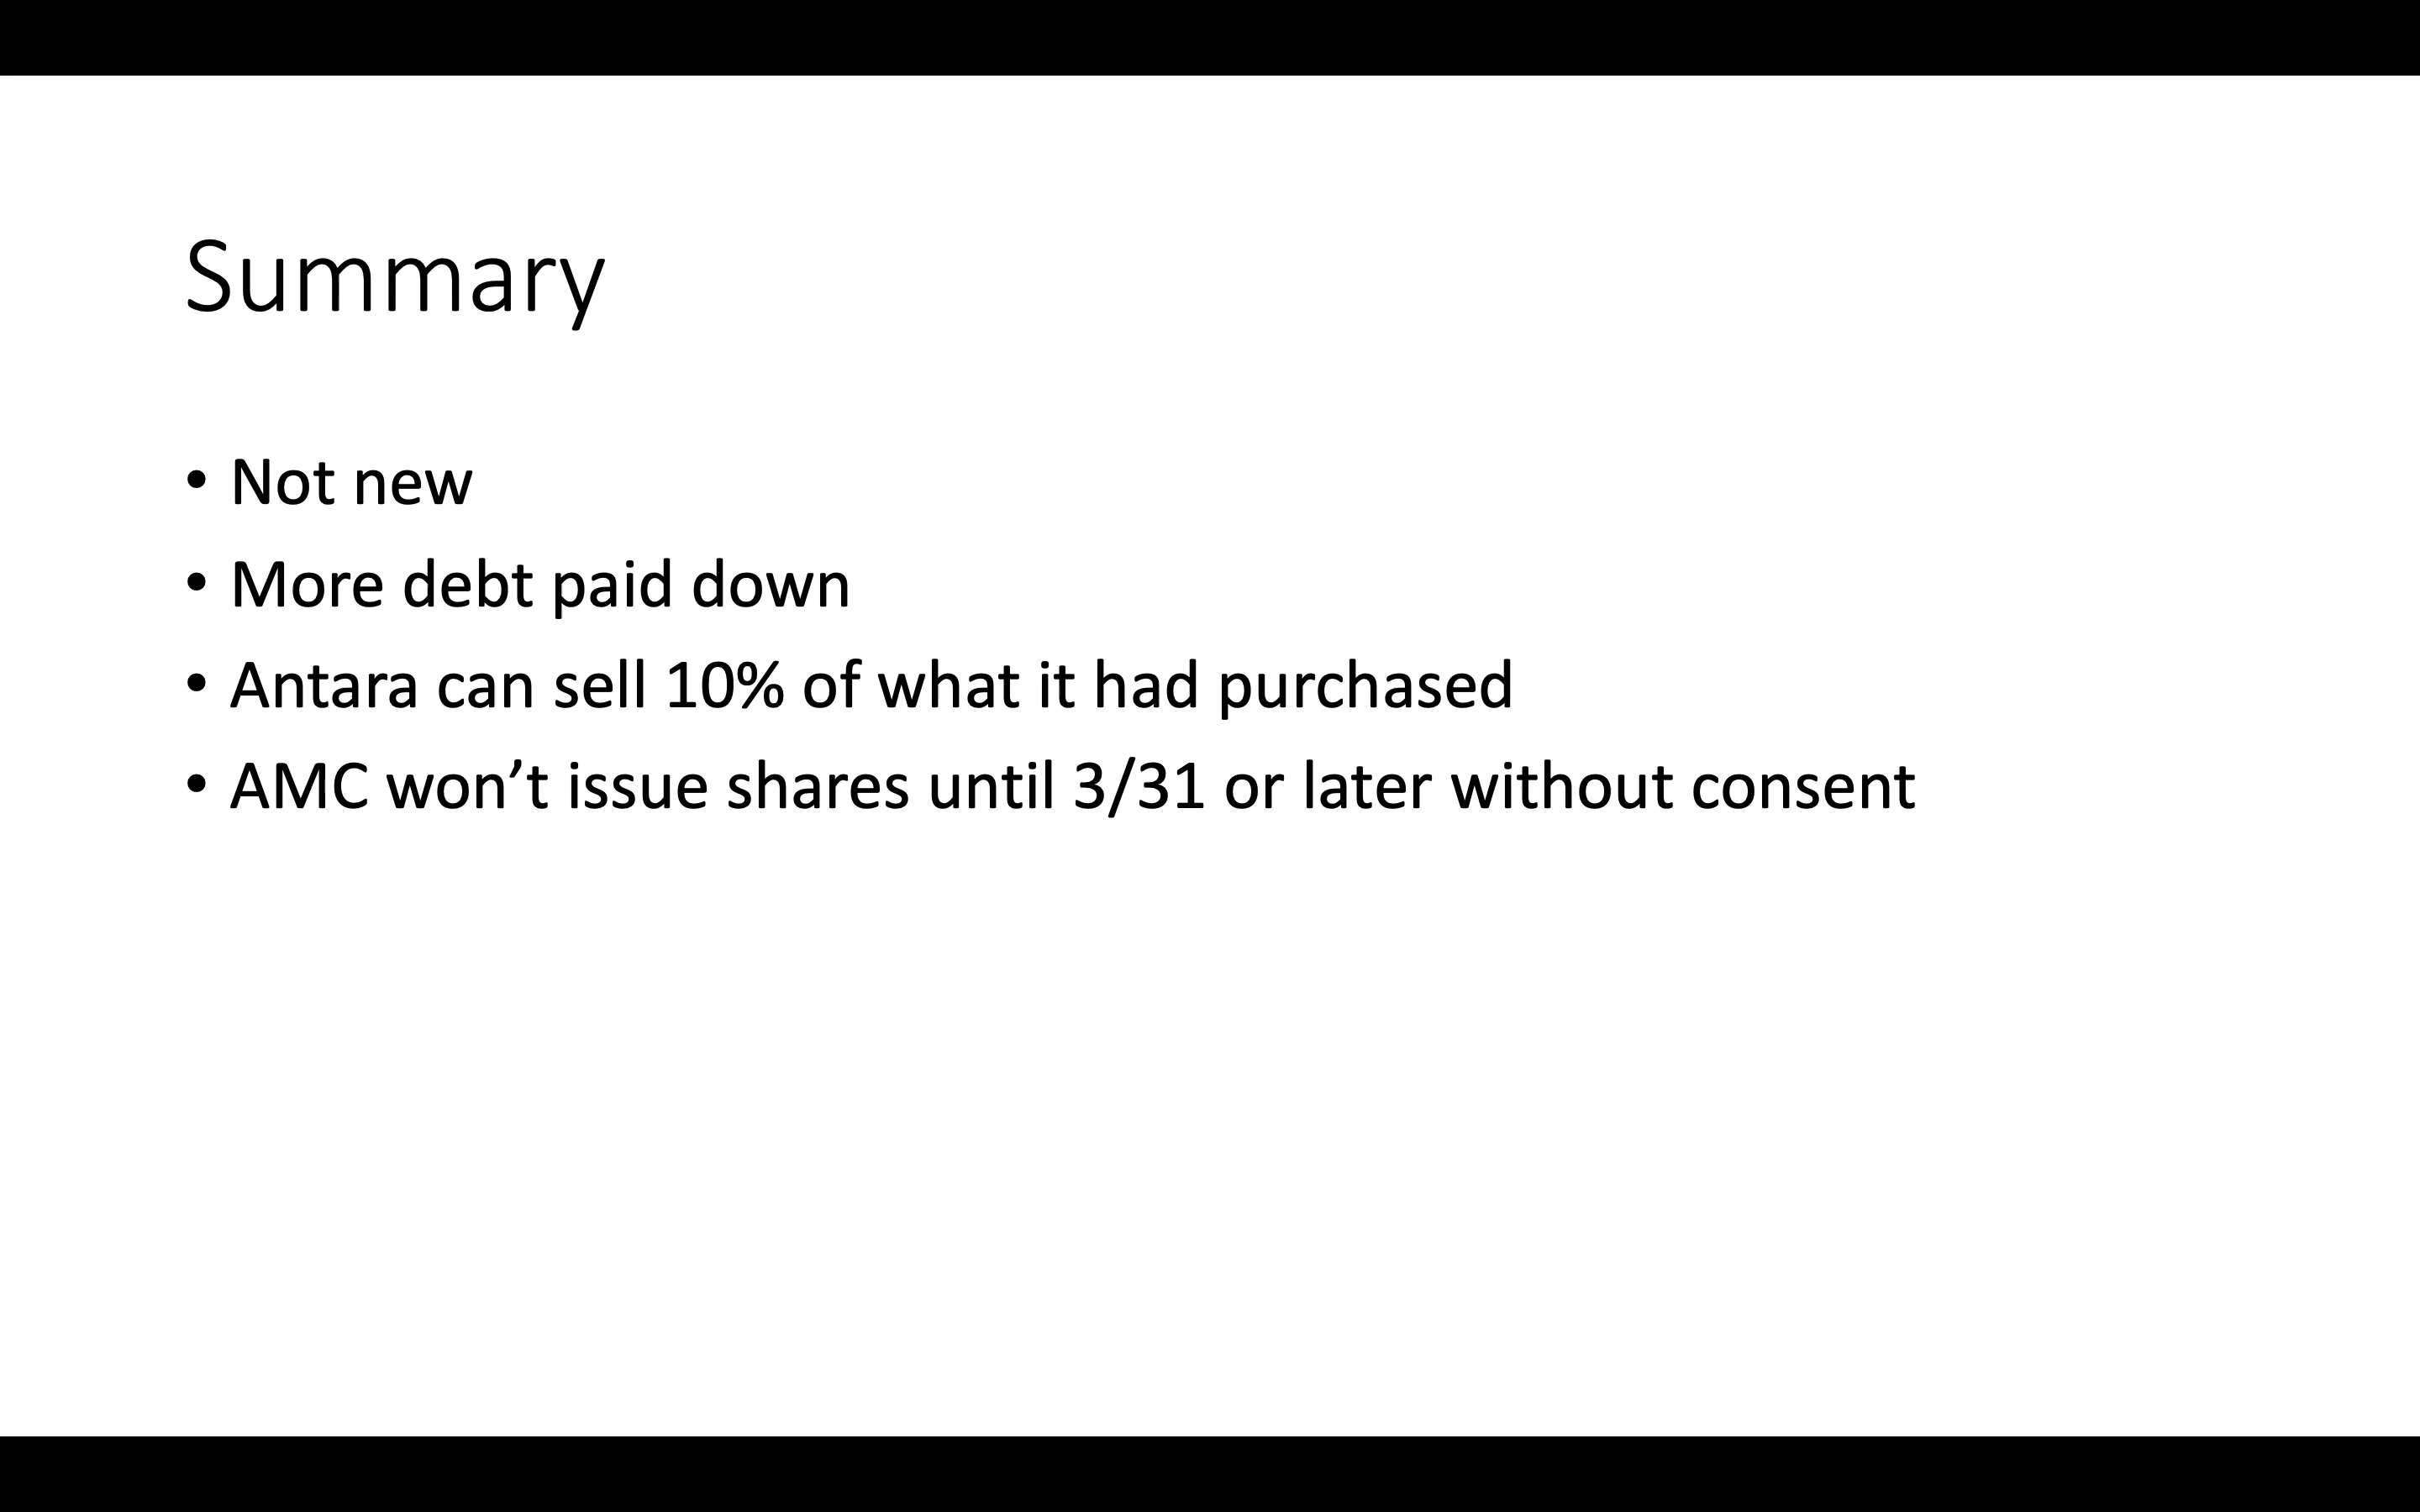 Summary
• Not new
• More debt paid down
• Antara can sell 10% of what it had purchased
• AMC won’t issue shares until 3/31 or later without consent